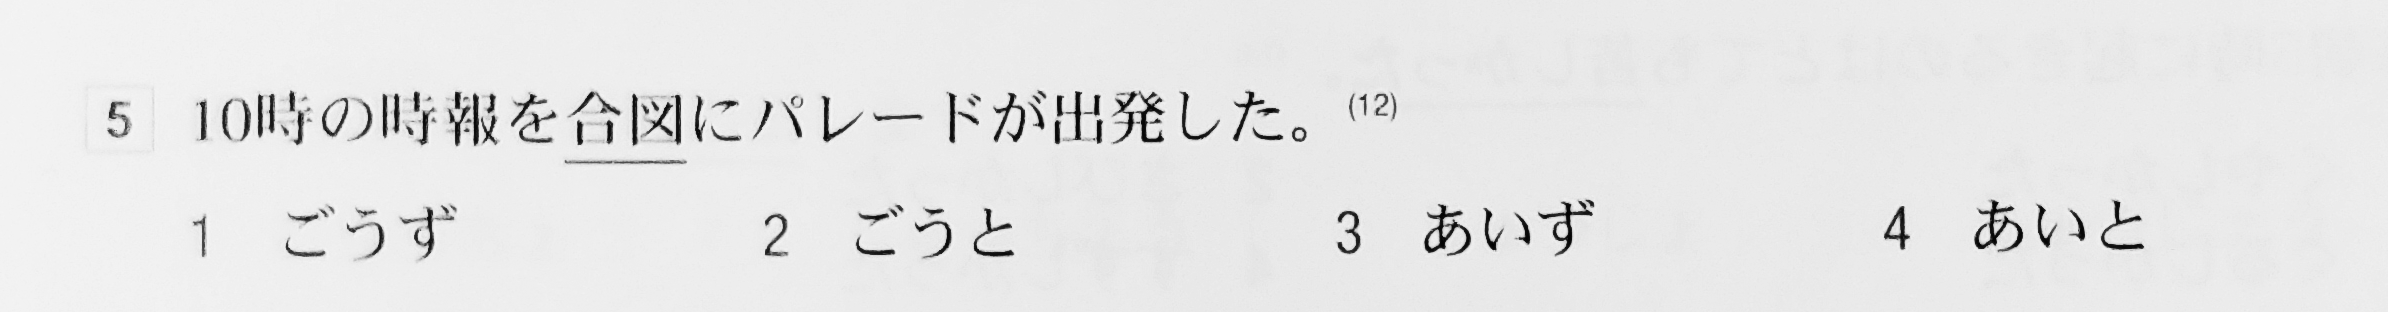 5 10時の時報を合図にパレードが出発した。(12)
1 ごうず 2 ごうと 3 あいず 4 あいと